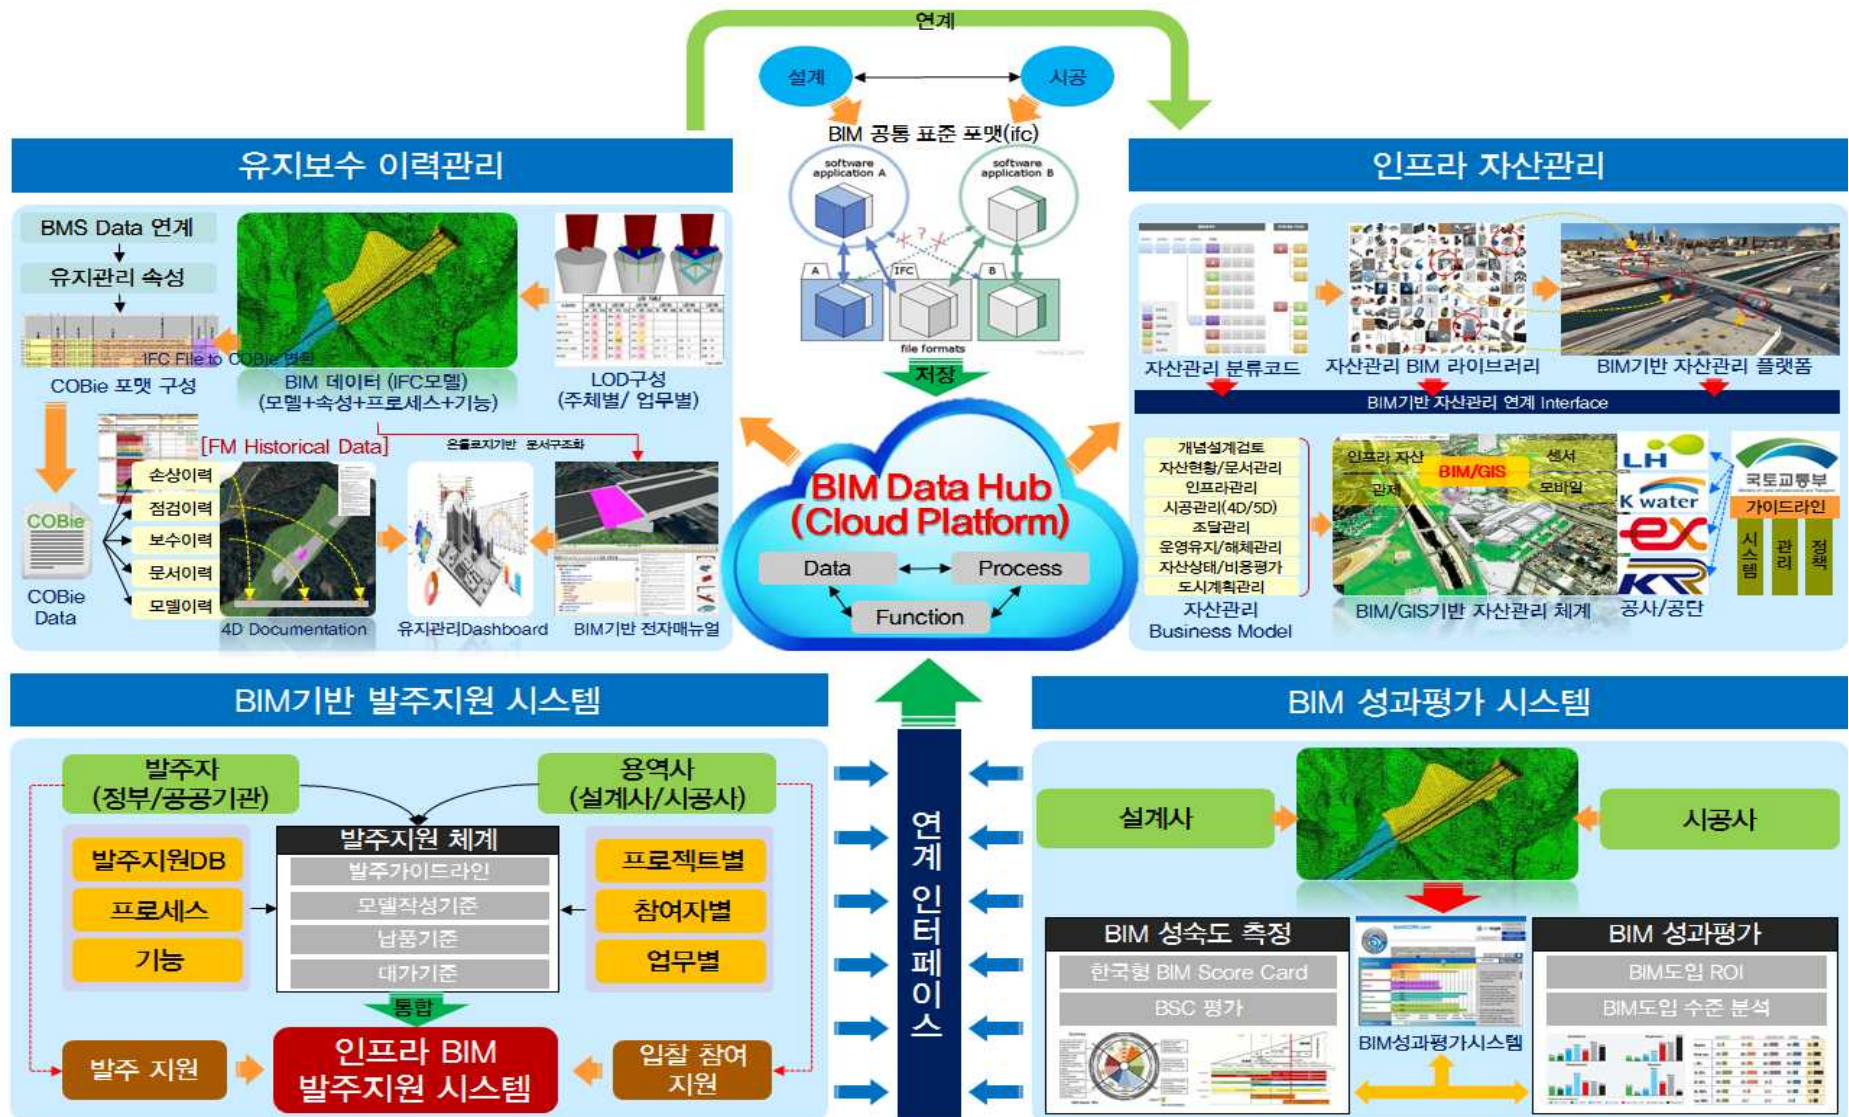 연계
설계
시공
BIM 공통 표준 포맷(ifc)
software
application A
software
application B
A
IFC
B
file formats
저장
유지보수 이력관리
BMS Data 연계
유지관리 속성
IFC File to COBie 변환
COBie 포맷 구성
BIM 데이터 (IFC모델)
(모델+속성+프로세스+기능)
LOD TABLE
LOD구성
(주체별/ 업무별)
[FM Historical Data]
온톨로지기반 문서구조화
손상이력
점검이력
보수이력
문서이력
모델이력
COBie
COBie
Data
4D Documentation
유지관리Dashboard
BIM기반 전자매뉴얼
BIM Data Hub
(Cloud Platform)
Data
Process
Function
인프라 자산관리
자산관리 분류코드
자산관리 BIM 라이브러리
BIM기반 자산관리 플랫폼
BIM기반 자산관리 연계 Interface
개념설계검토
자산현황/문서관리
인프라관리
시공관리(4D/5D)
조달관리
운영유지/해체관리
자산상태/비용평가
도시계획관리
자산관리
Business Model
인프라 자산
관제
BIM/GIS
센서
모바일
BIM/GIS기반 자산관리 체계
LH
K water
ex
KR
공사/공단
국토교통부
가이드라인
시스템
관리
정책
BIM기반 발주지원 시스템
발주자
(정부/공공기관)
용역사
(설계사/시공사)
발주지원DB
프로세스
기능
발주지원 체계
발주가이드라인
모델작성기준
납품기준
대가기준
프로젝트별
참여자별
업무별
통합
발주 지원
인프라 BIM
발주지원 시스템
입찰 참여
지원
연계 인터페이스
BIM 성과평가 시스템
설계사
시공사
BIM 성숙도 측정
한국형 BIM Score Card
BSC 평가
BIM성과평가시스템
BIM 성과평가
BIM도입 ROI
BIM도입 수준 분석